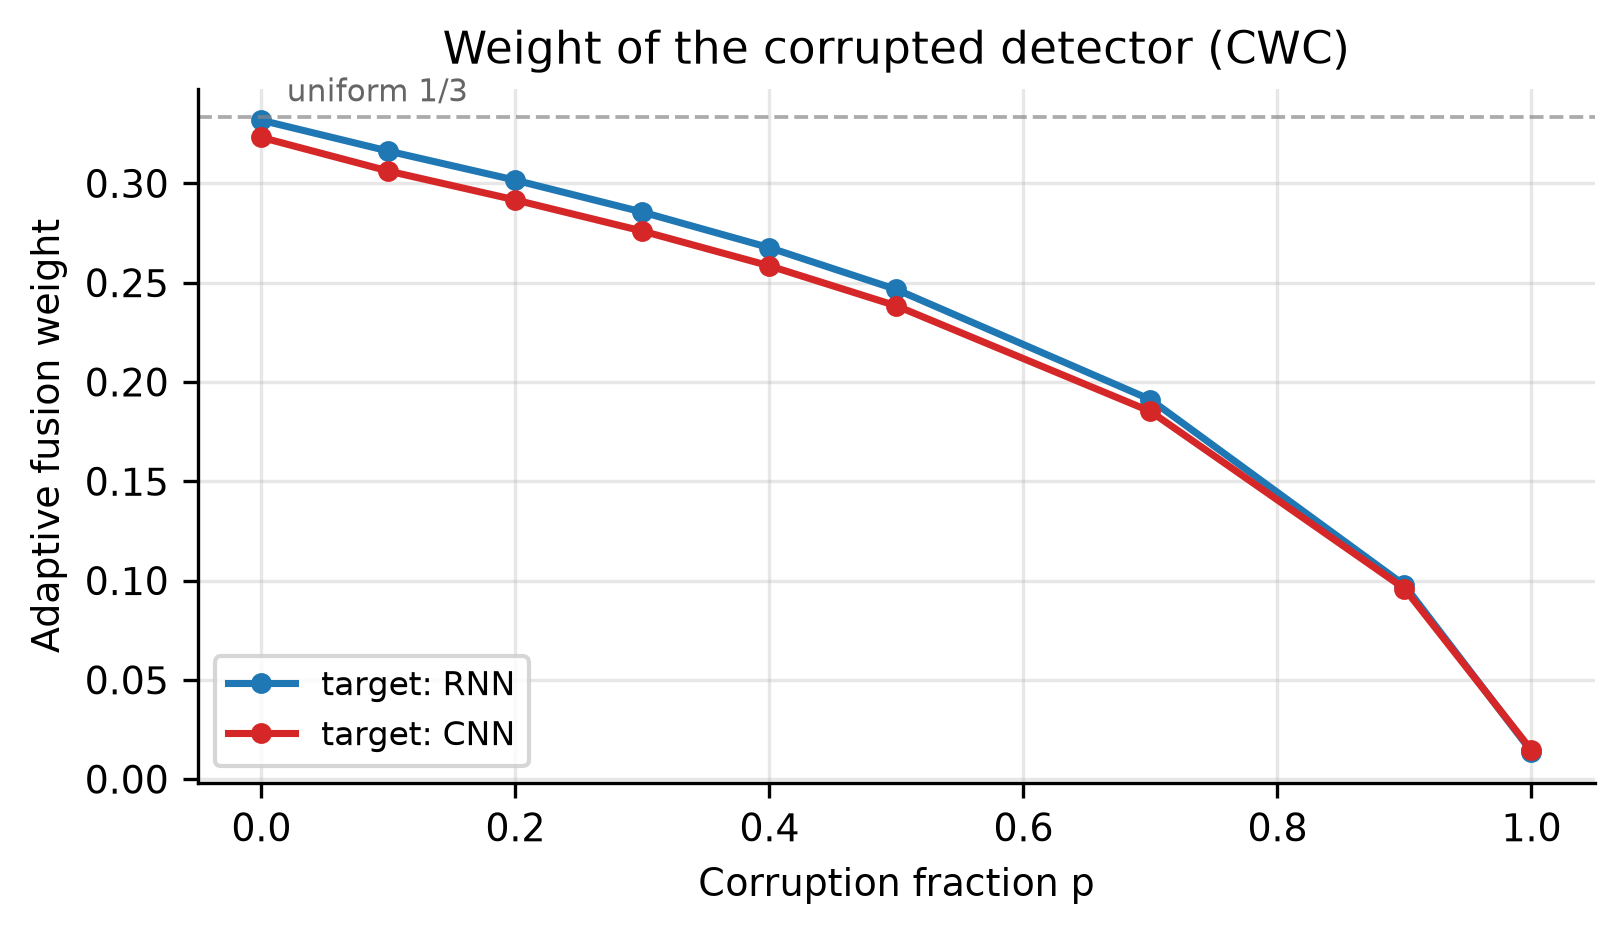 Weight of the corrupted detector (CWC)
uniform 1/3
Adaptive fusion weight
0.30
0.25
0.20
0.15
0.10
0.05
0.00
target: RNN
target: CNN
0.0 0.2 0.4 0.6 0.8 1.0
Corruption fraction p